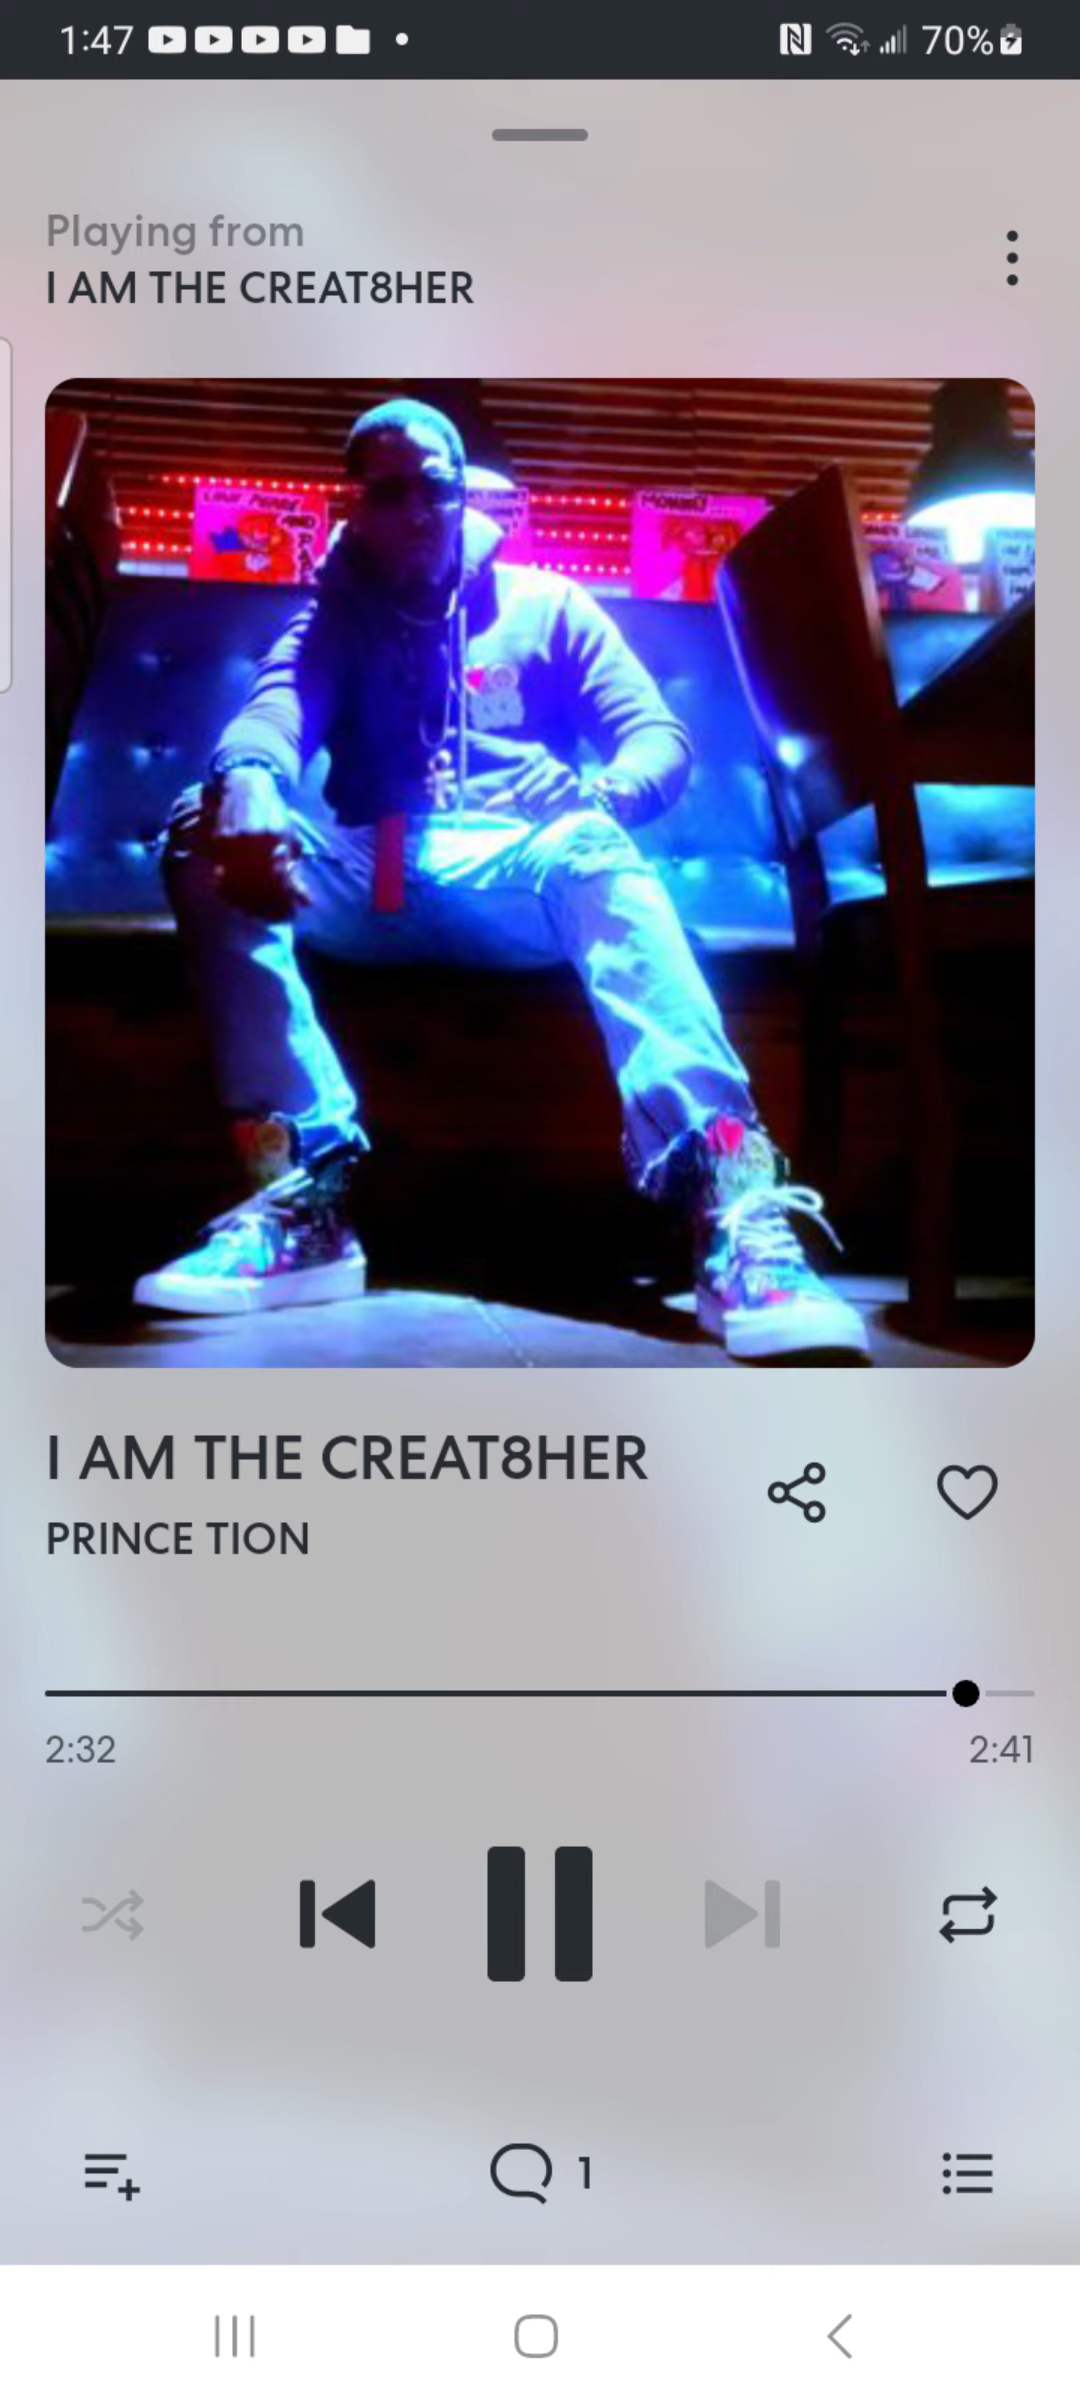 1:47
70%
Playing from
I AM THE CREAT8HER
I AM THE CREAT8HER
PRINCE TION
2:32
2:41
1